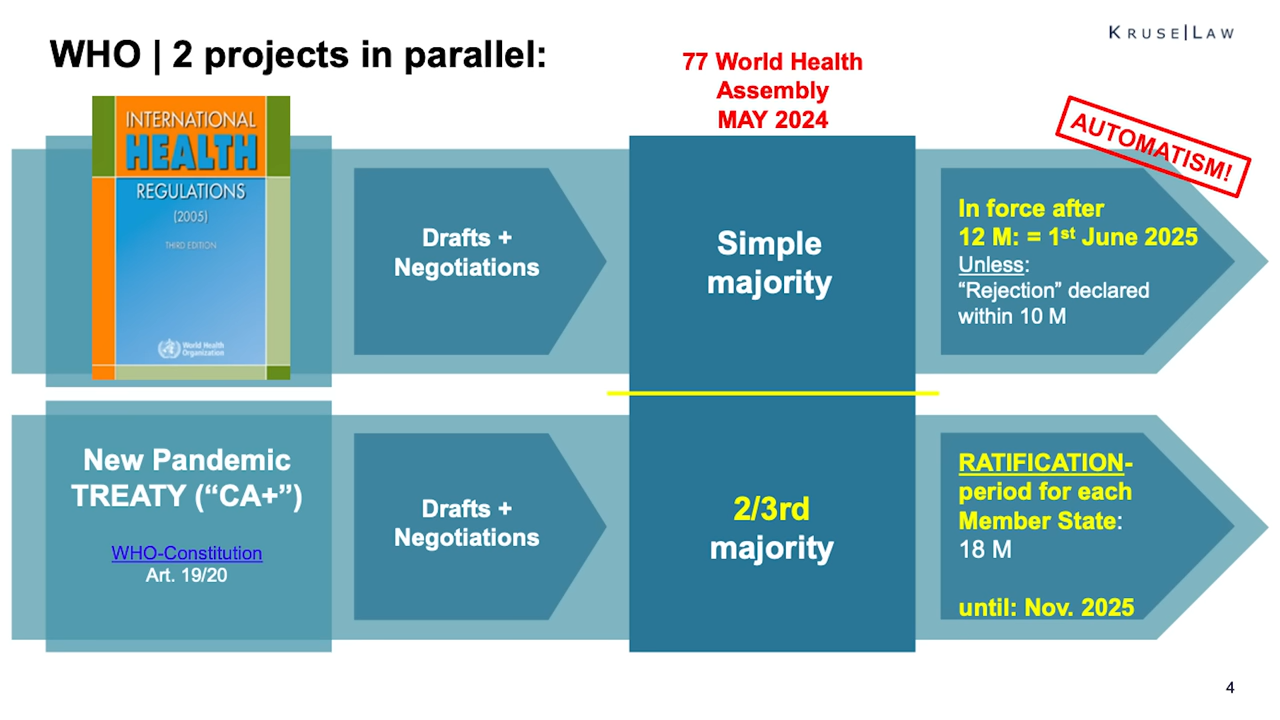 WHO | 2 projects in parallel:
KRUSE|LAW
77 World Health
Assembly
MAY 2024
AUTOMATISM!
INTERNATIONAL
HEALTH
REGULATIONS
(2005)
THIRD EDITION
World Health
Organization
Drafts +
Negotiations
Simple
majority
In force after
12 M: = 1st June 2025
Unless:
“Rejection” declared
within 10 M
New Pandemic
TREATY (“CA+”)
WHO-Constitution
Art. 19/20
Drafts +
Negotiations
2/3rd
majority
RATIFICATION-
period for each
Member State:
18 M
until: Nov. 2025
4